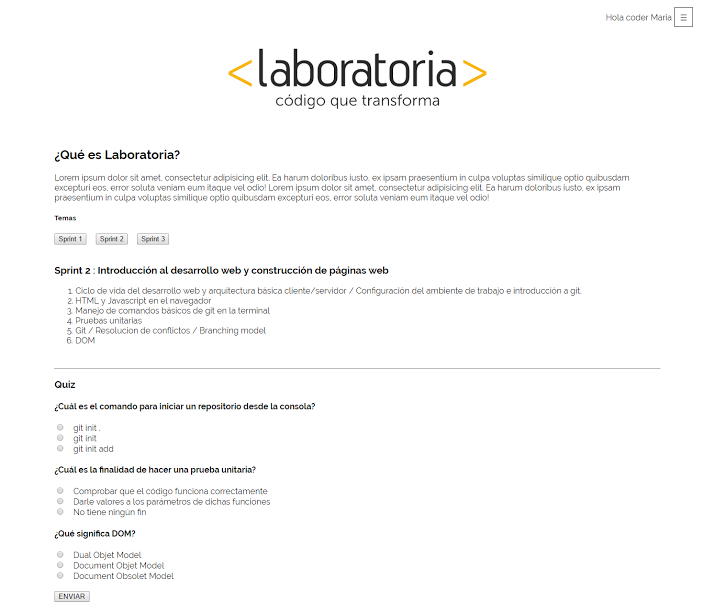 Hola coder Maria ☰
<laboratoria>
código que transforma
¿Qué es Laboratoria?
Lorem ipsum dolor sit amet, consectetur adipisicing elit. Ea harum doloribus iusto, ex ipsam praesentium in culpa voluptas similique optio quibusdam
excepturi eos, error soluta veniam eum itaque vel odio! Lorem ipsum dolor sit amet, consectetur adipisicing elit. Ea harum doloribus iusto, ex ipsam
praesentium in culpa voluptas similique optio quibusdam excepturi eos, error soluta veniam eum itaque vel odio!
Temas
Sprint 1 Sprint 2 Sprint 3
Sprint 2 : Introducción al desarrollo web y construcción de páginas web
1. Ciclo de vida del desarrollo web y arquitectura básica cliente/servidor / Configuración del ambiente de trabajo e introducción a git.
2. HTML y Javascript en el navegador
3. Manejo de comandos básicos de git en la terminal
4. Pruebas unitarias
5. Git / Resolucion de conflictos / Branching model
6. DOM
Quiz
¿Cuál es el comando para iniciar un repositorio desde la consola?
git init .
git init
git init add
¿Cuál es la finalidad de hacer una prueba unitaria?
Comprobar que el código funciona correctamente
Darle valores a los parámetros de dichas funciones
No tiene ningún fin
¿Qué significa DOM?
Dual Objet Model
Document Objet Model
Document Obsolet Model
ENVIAR